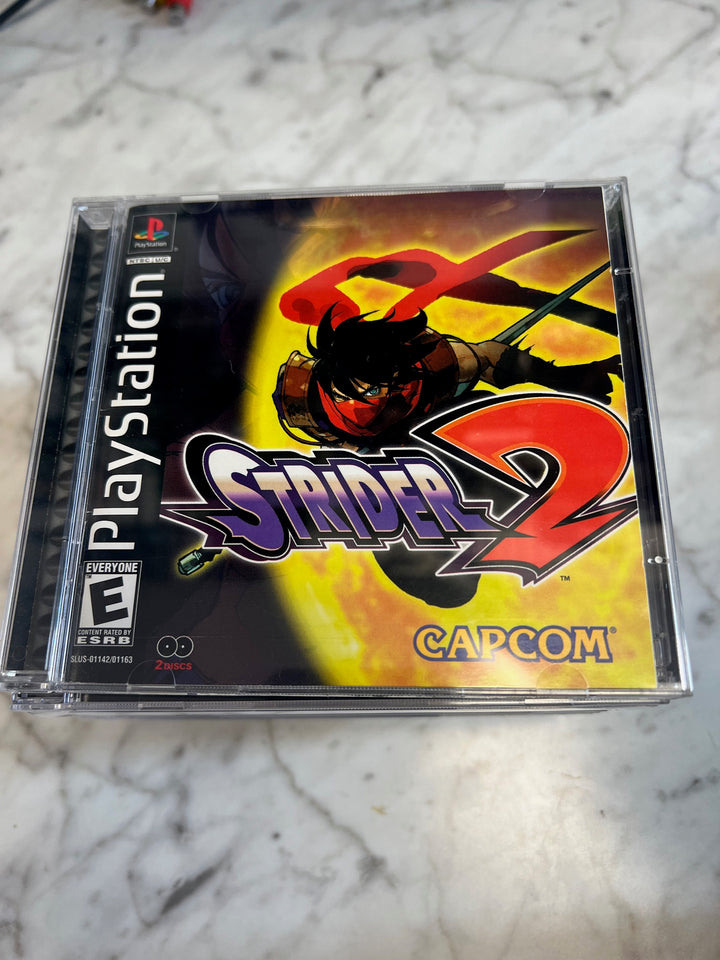 PlayStation
NTSC U/C
PlayStation
STRIDER 2
TM
EVERYONE
E
CONTENT RATED BY
ESRB
SLUS-01142/01163
2 DISCS
CAPCOM®